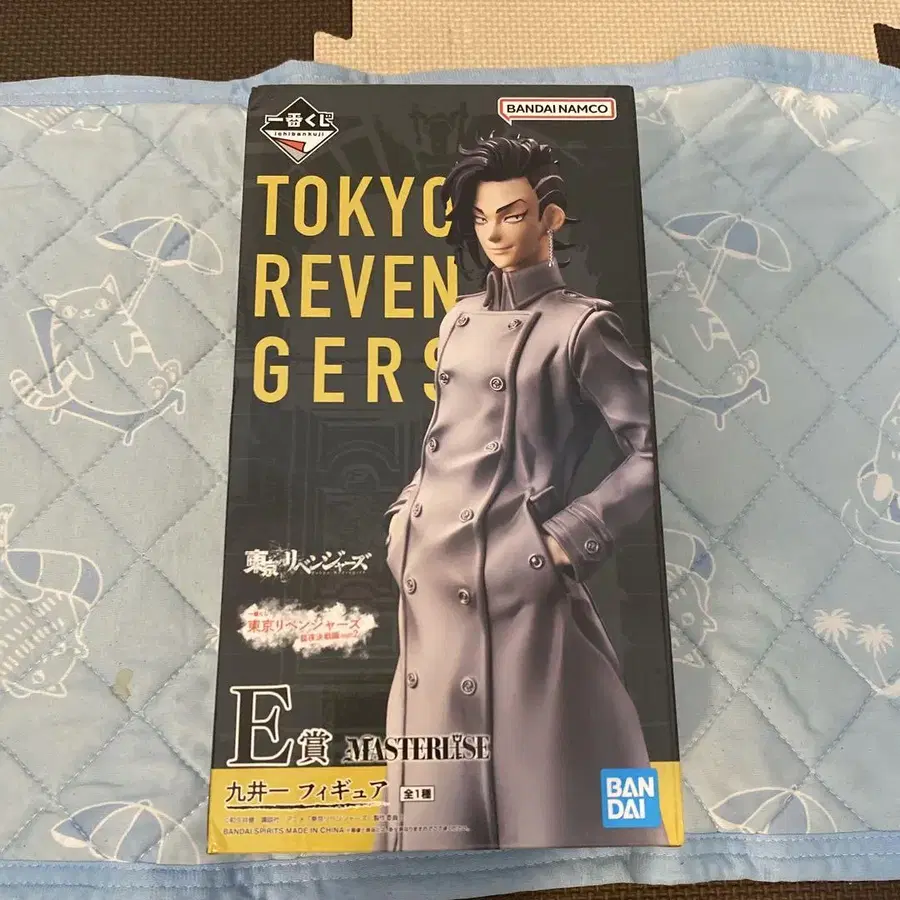 一番くじ
ichibankuji
BANDAI NAMCO
TOKYO
REVEN
GERS
東京リベンジャーズ
一番くじ
東京リベンジャーズ
E賞 MASTERLISE
九井一 フィギュア 全1種
BANDAI SPIRITS MADE IN CHINA
BAN
DAI